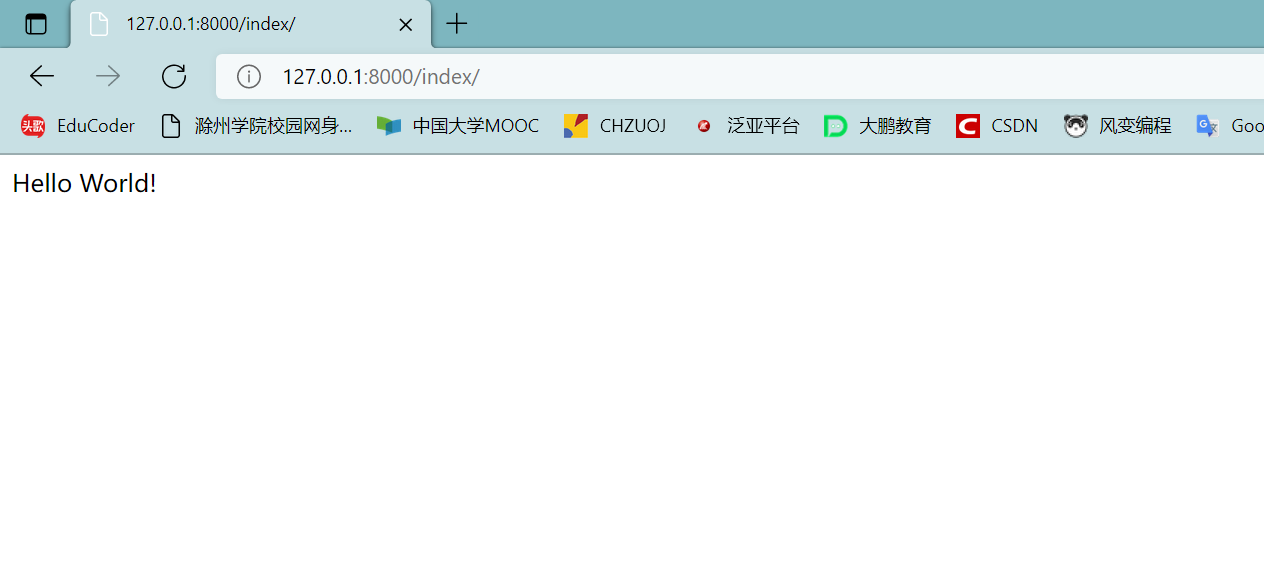 127.0.0.1:8000/index/
127.0.0.1:8000/index/
头歌 EduCoder 滁州学院校园网身... 中国大学MOOC CHZUOJ 泛亚平台 大鹏教育 CSDN 风变编程 Goo
Hello World!